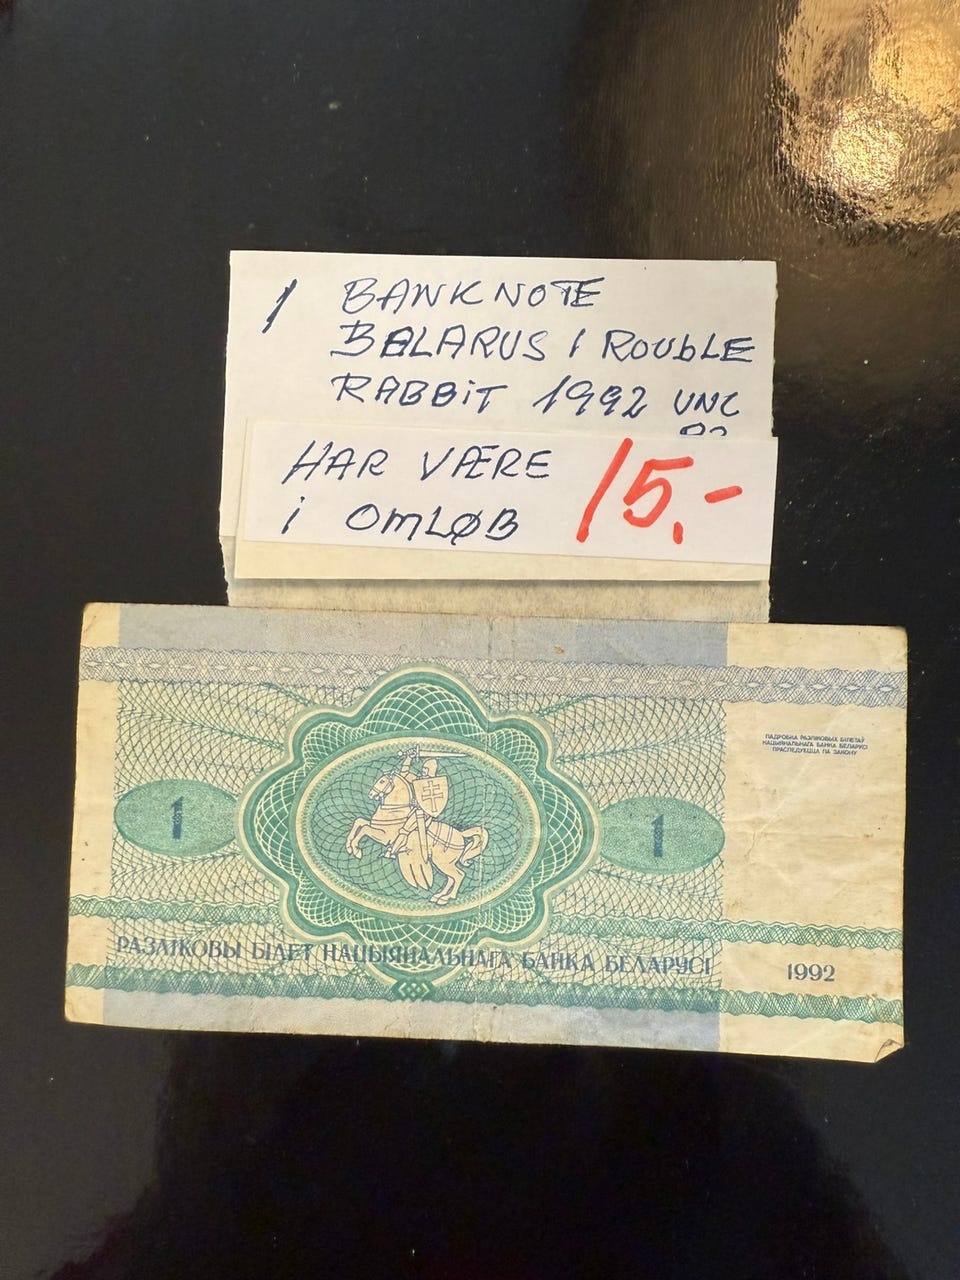 1 BANKNOTE
BELARUS 1 ROUBLE
RABBIT 1992 UNC
HAR VÆRE 15,-
i OMLØB
ПАДРОБКА РАЗЛІКОВЫХ БІЛЕТАЎ
НАЦЫЯНАЛЬНАГА БАНКА БЕЛАРУСІ
ПРАСЛЕДУЕЦЦА ПА ЗАКОНУ
1 1
РАЗЛІКОВЫ БІЛЕТ НАЦЫЯНАЛЬНАГА БАНКА БЕЛАРУСІ
1992